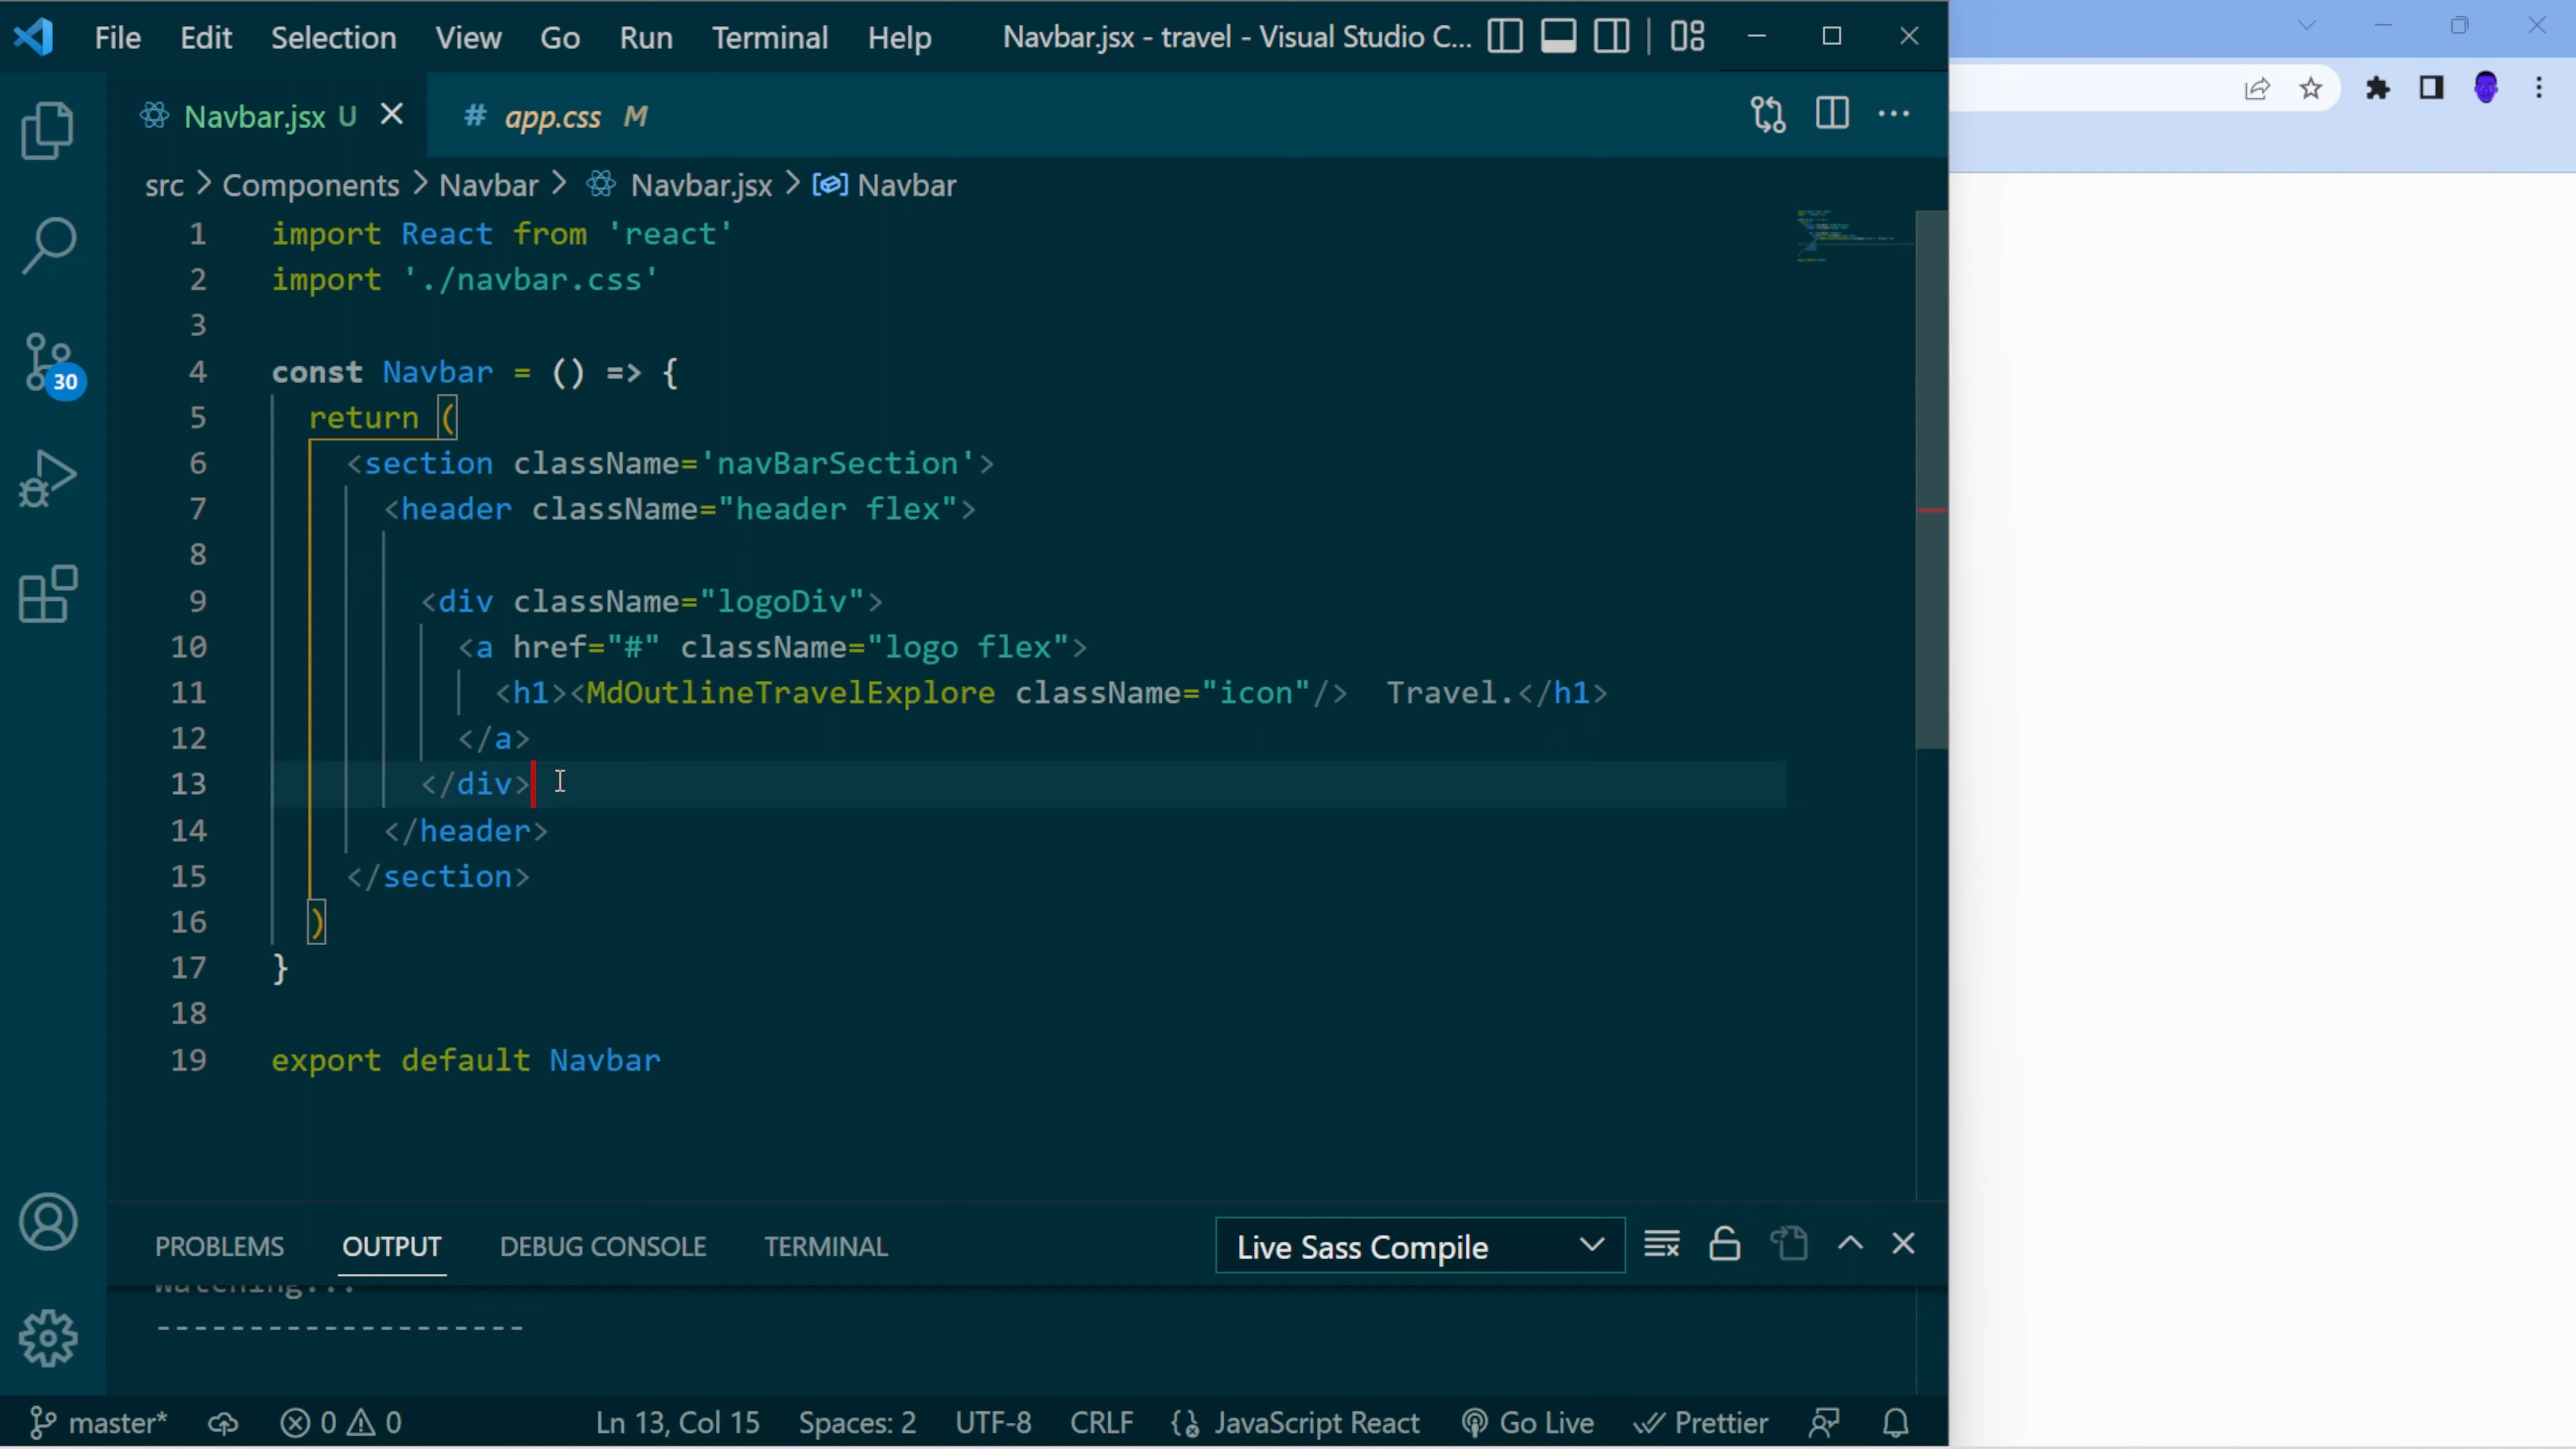 File Edit Selection View Go Run Terminal Help Navbar.jsx - travel - Visual Studio C...
Navbar.jsx U # app.css M
src > Components > Navbar > Navbar.jsx > Navbar
1 import React from 'react'
2 import './navbar.css'
3
4 const Navbar = () => {
5 return (
6 <section className='navBarSection'>
7 <header className="header flex">
8
9 <div className="logoDiv">
10 <a href="#" className="logo flex">
11 <h1><MdOutlineTravelExplore className="icon"/> Travel.</h1>
12 </a>
13 </div>
14 </header>
15 </section>
16 )
17 }
18
19 export default Navbar
30
PROBLEMS OUTPUT DEBUG CONSOLE TERMINAL Live Sass Compile
Watching...
--------------------
master* 0 0 Ln 13, Col 15 Spaces: 2 UTF-8 CRLF JavaScript React Go Live Prettier